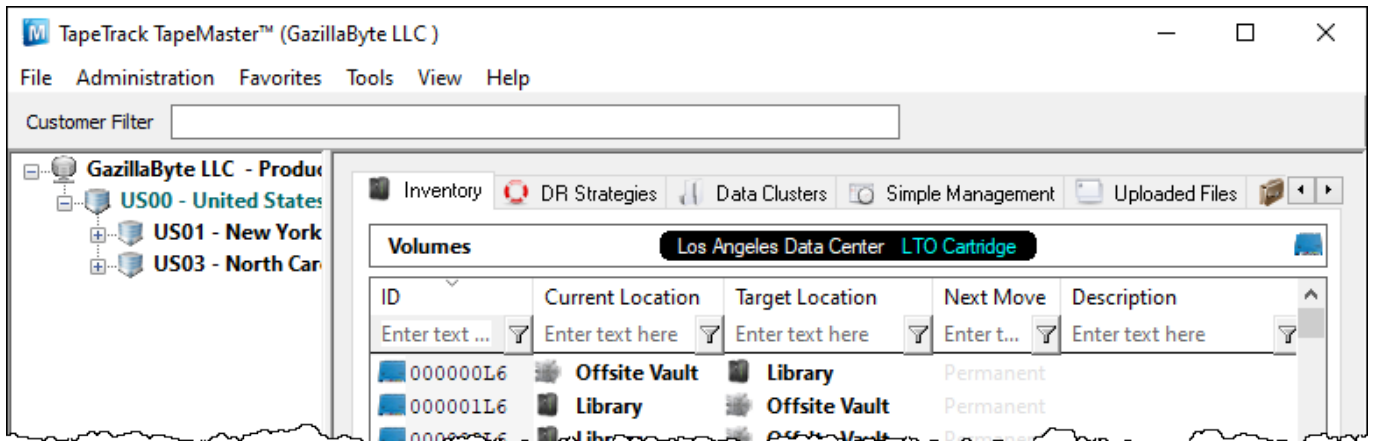 TapeTrack TapeMaster™ (GazillaByte LLC )
File Administration Favorites Tools View Help
Customer Filter
GazillaByte LLC - Produc
US00 - United States
US01 - New York
US03 - North Car
Inventory DR Strategies Data Clusters Simple Management Uploaded Files
Volumes Los Angeles Data Center LTO Cartridge
ID Current Location Target Location Next Move Description
Enter text ... Enter text here Enter text here Enter t... Enter text here
000000L6 Offsite Vault Library Permanent
000001L6 Library Offsite Vault Permanent